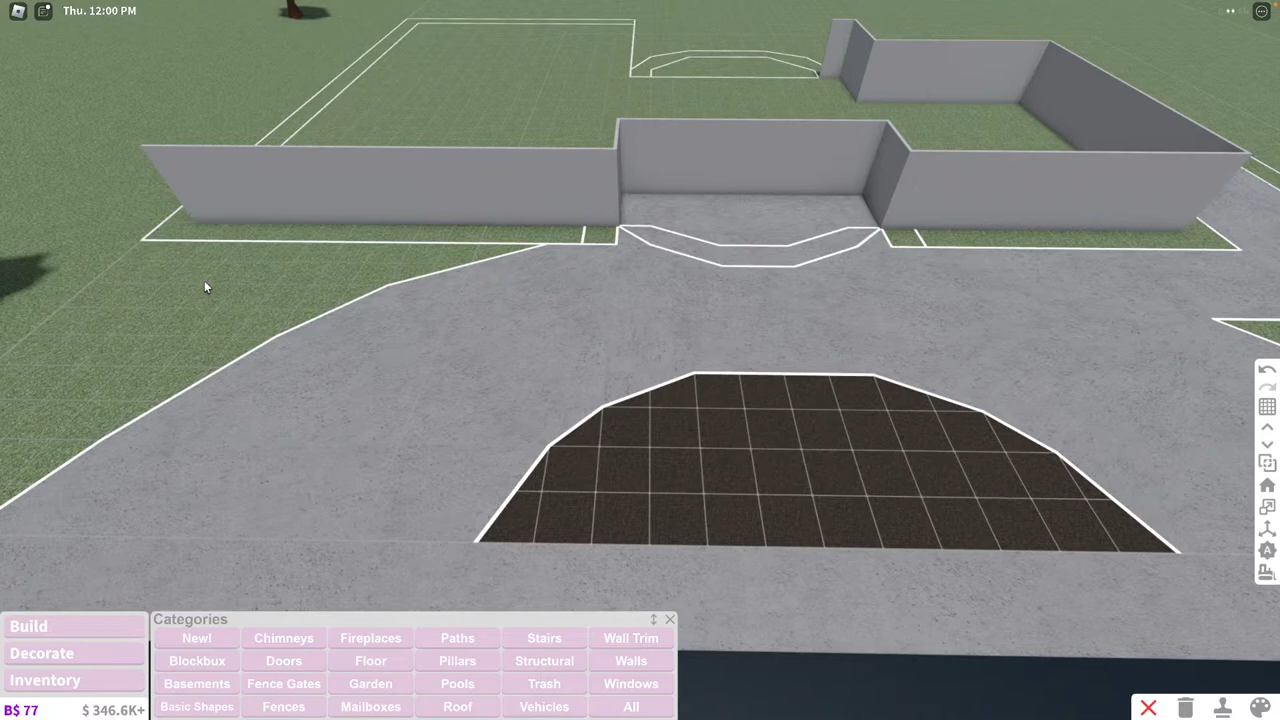 Thu. 12:00 PM
Build
Decorate
Inventory
B$ 77 $ 346.6K+
Categories
New! Chimneys Fireplaces Paths Stairs Wall Trim
Blockbux Doors Floor Pillars Structural Walls
Basements Fence Gates Garden Pools Trash Windows
Basic Shapes Fences Mailboxes Roof Vehicles All